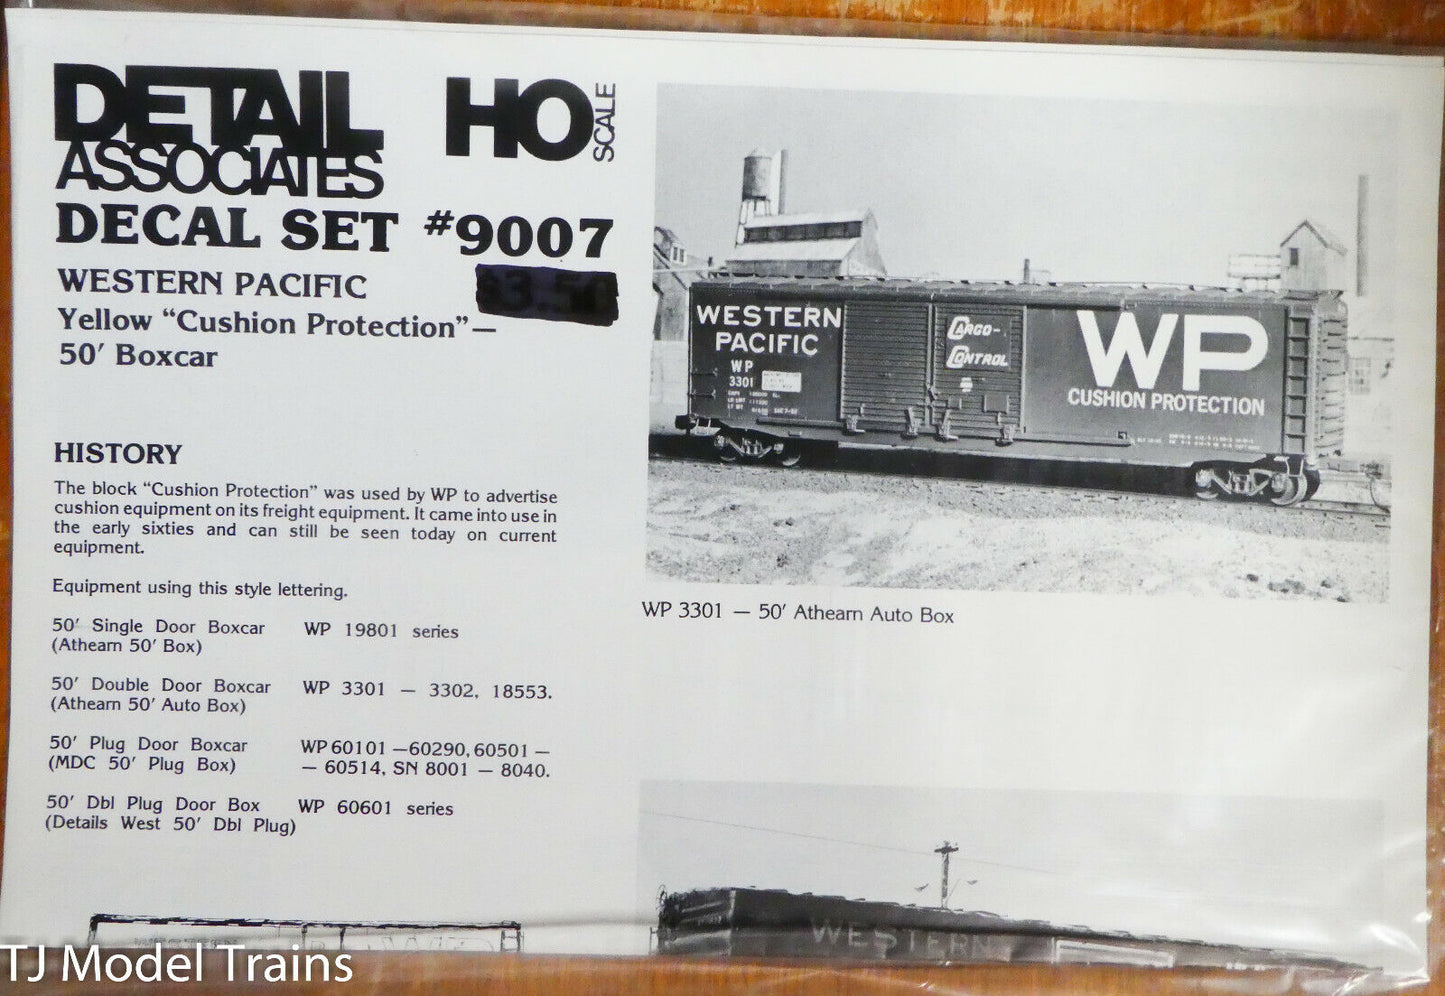 DETAIL
ASSOCIATES
HO
SCALE
DECAL SET #9007
$3.50
WESTERN PACIFIC
Yellow “Cushion Protection”—
50′ Boxcar
HISTORY
The block “Cushion Protection” was used by WP to advertise
cushion equipment on its freight equipment. It came into use in
the early sixties and can still be seen today on current
equipment.
Equipment using this style lettering.
50′ Single Door Boxcar WP 19801 series
(Athearn 50′ Box)
50′ Double Door Boxcar WP 3301 — 3302, 18553.
(Athearn 50′ Auto Box)
50′ Plug Door Boxcar WP 60101 —60290, 60501 —
(MDC 50′ Plug Box) — 60514, SN 8001 — 8040.
50′ Dbl Plug Door Box WP 60601 series
(Details West 50′ Dbl Plug)
WESTERN
PACIFIC
WP
3301
CARGO-
CONTROL
WP
CUSHION PROTECTION
WP 3301 — 50′ Athearn Auto Box
WESTERN
TJ Model Trains